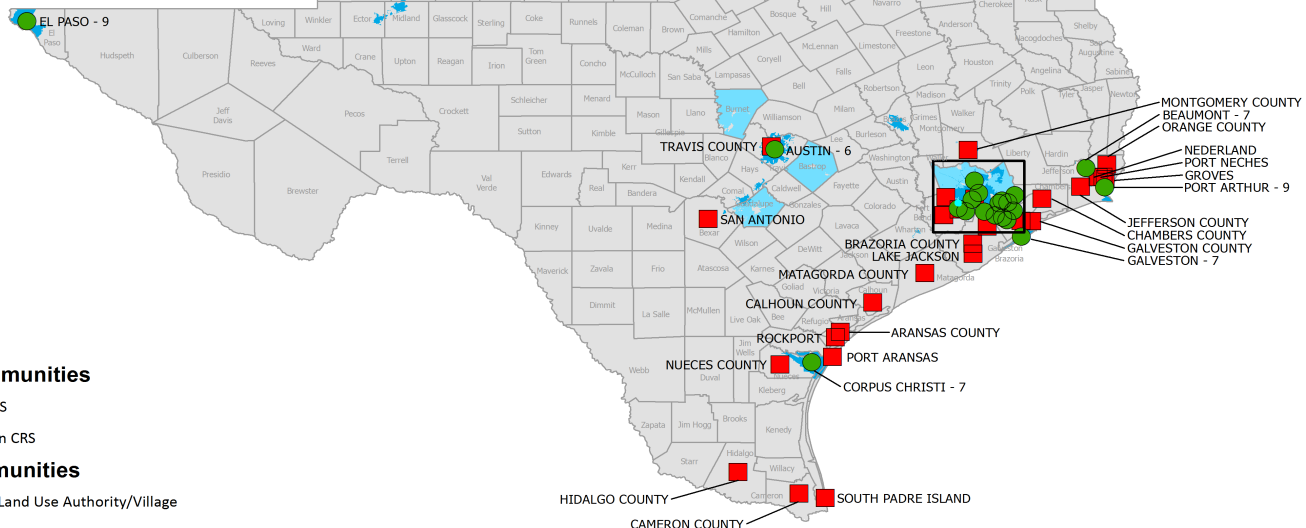 EL PASO - 9
El Paso
Hudspeth
Culberson
Reeves
Jeff Davis
Presidio
Brewster
Pecos
Terrell
Loving
Winkler
Ector
Midland
Glasscock
Sterling
Coke
Runnels
Coleman
Brown
Comanche
Hamilton
Bosque
Hill
Navarro
Freestone
Anderson
Cherokee
Nacogdoches
Shelby
San Augustine
Sabine
Ward
Crane
Upton
Reagan
Irion
Tom Green
Concho
McCulloch
San Saba
Mills
Lampasas
Coryell
McLennan
Limestone
Falls
Bell
Robertson
Leon
Houston
Angelina
Trinity
Polk
Tyler
Jasper
Newton
Madison
Walker
Grimes
Montgomery
Crockett
Schleicher
Menard
Mason
Llano
Burnet
Williamson
Milam
Burleson
Lee
Sutton
Kimble
Gillespie
Blanco
Hays
Bastrop
Washington
Liberty
Hardin
Jefferson
Val Verde
Edwards
Kerr
Real
Bandera
Kendall
Comal
Caldwell
Fayette
Austin
Colorado
Kinney
Uvalde
Medina
Bexar
Guadalupe
Gonzales
Lavaca
Wharton
Wilson
DeWitt
Jackson
Galveston
Brazoria
Matagorda
Maverick
Zavala
Frio
Atascosa
Karnes
Goliad
Victoria
Calhoun
Dimmit
La Salle
McMullen
Live Oak
Bee
Refugio
Aransas
Webb
Duval
Jim Wells
Nueces
Kleberg
Zapata
Jim Hogg
Brooks
Kenedy
Starr
Hidalgo
Willacy
Cameron
TRAVIS COUNTY
AUSTIN - 6
SAN ANTONIO
MONTGOMERY COUNTY
BEAUMONT - 7
ORANGE COUNTY
NEDERLAND
PORT NECHES
GROVES
PORT ARTHUR - 9
JEFFERSON COUNTY
CHAMBERS COUNTY
GALVESTON COUNTY
GALVESTON - 7
BRAZORIA COUNTY
LAKE JACKSON
MATAGORDA COUNTY
CALHOUN COUNTY
ARANSAS COUNTY
ROCKPORT
PORT ARANSAS
NUECES COUNTY
CORPUS CHRISTI - 7
HIDALGO COUNTY
SOUTH PADRE ISLAND
CAMERON COUNTY
munities
S
n CRS
munities
Land Use Authority/Village